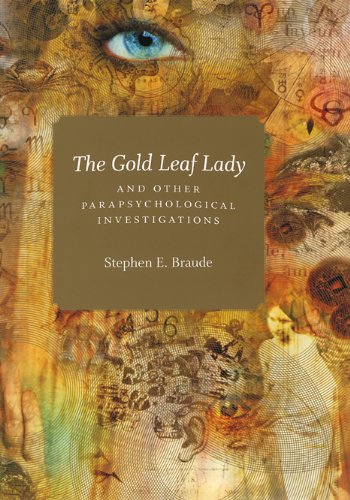 The Gold Leaf Lady
AND OTHER
PARAPSYCHOLOGICAL
INVESTIGATIONS
Stephen E. Braude